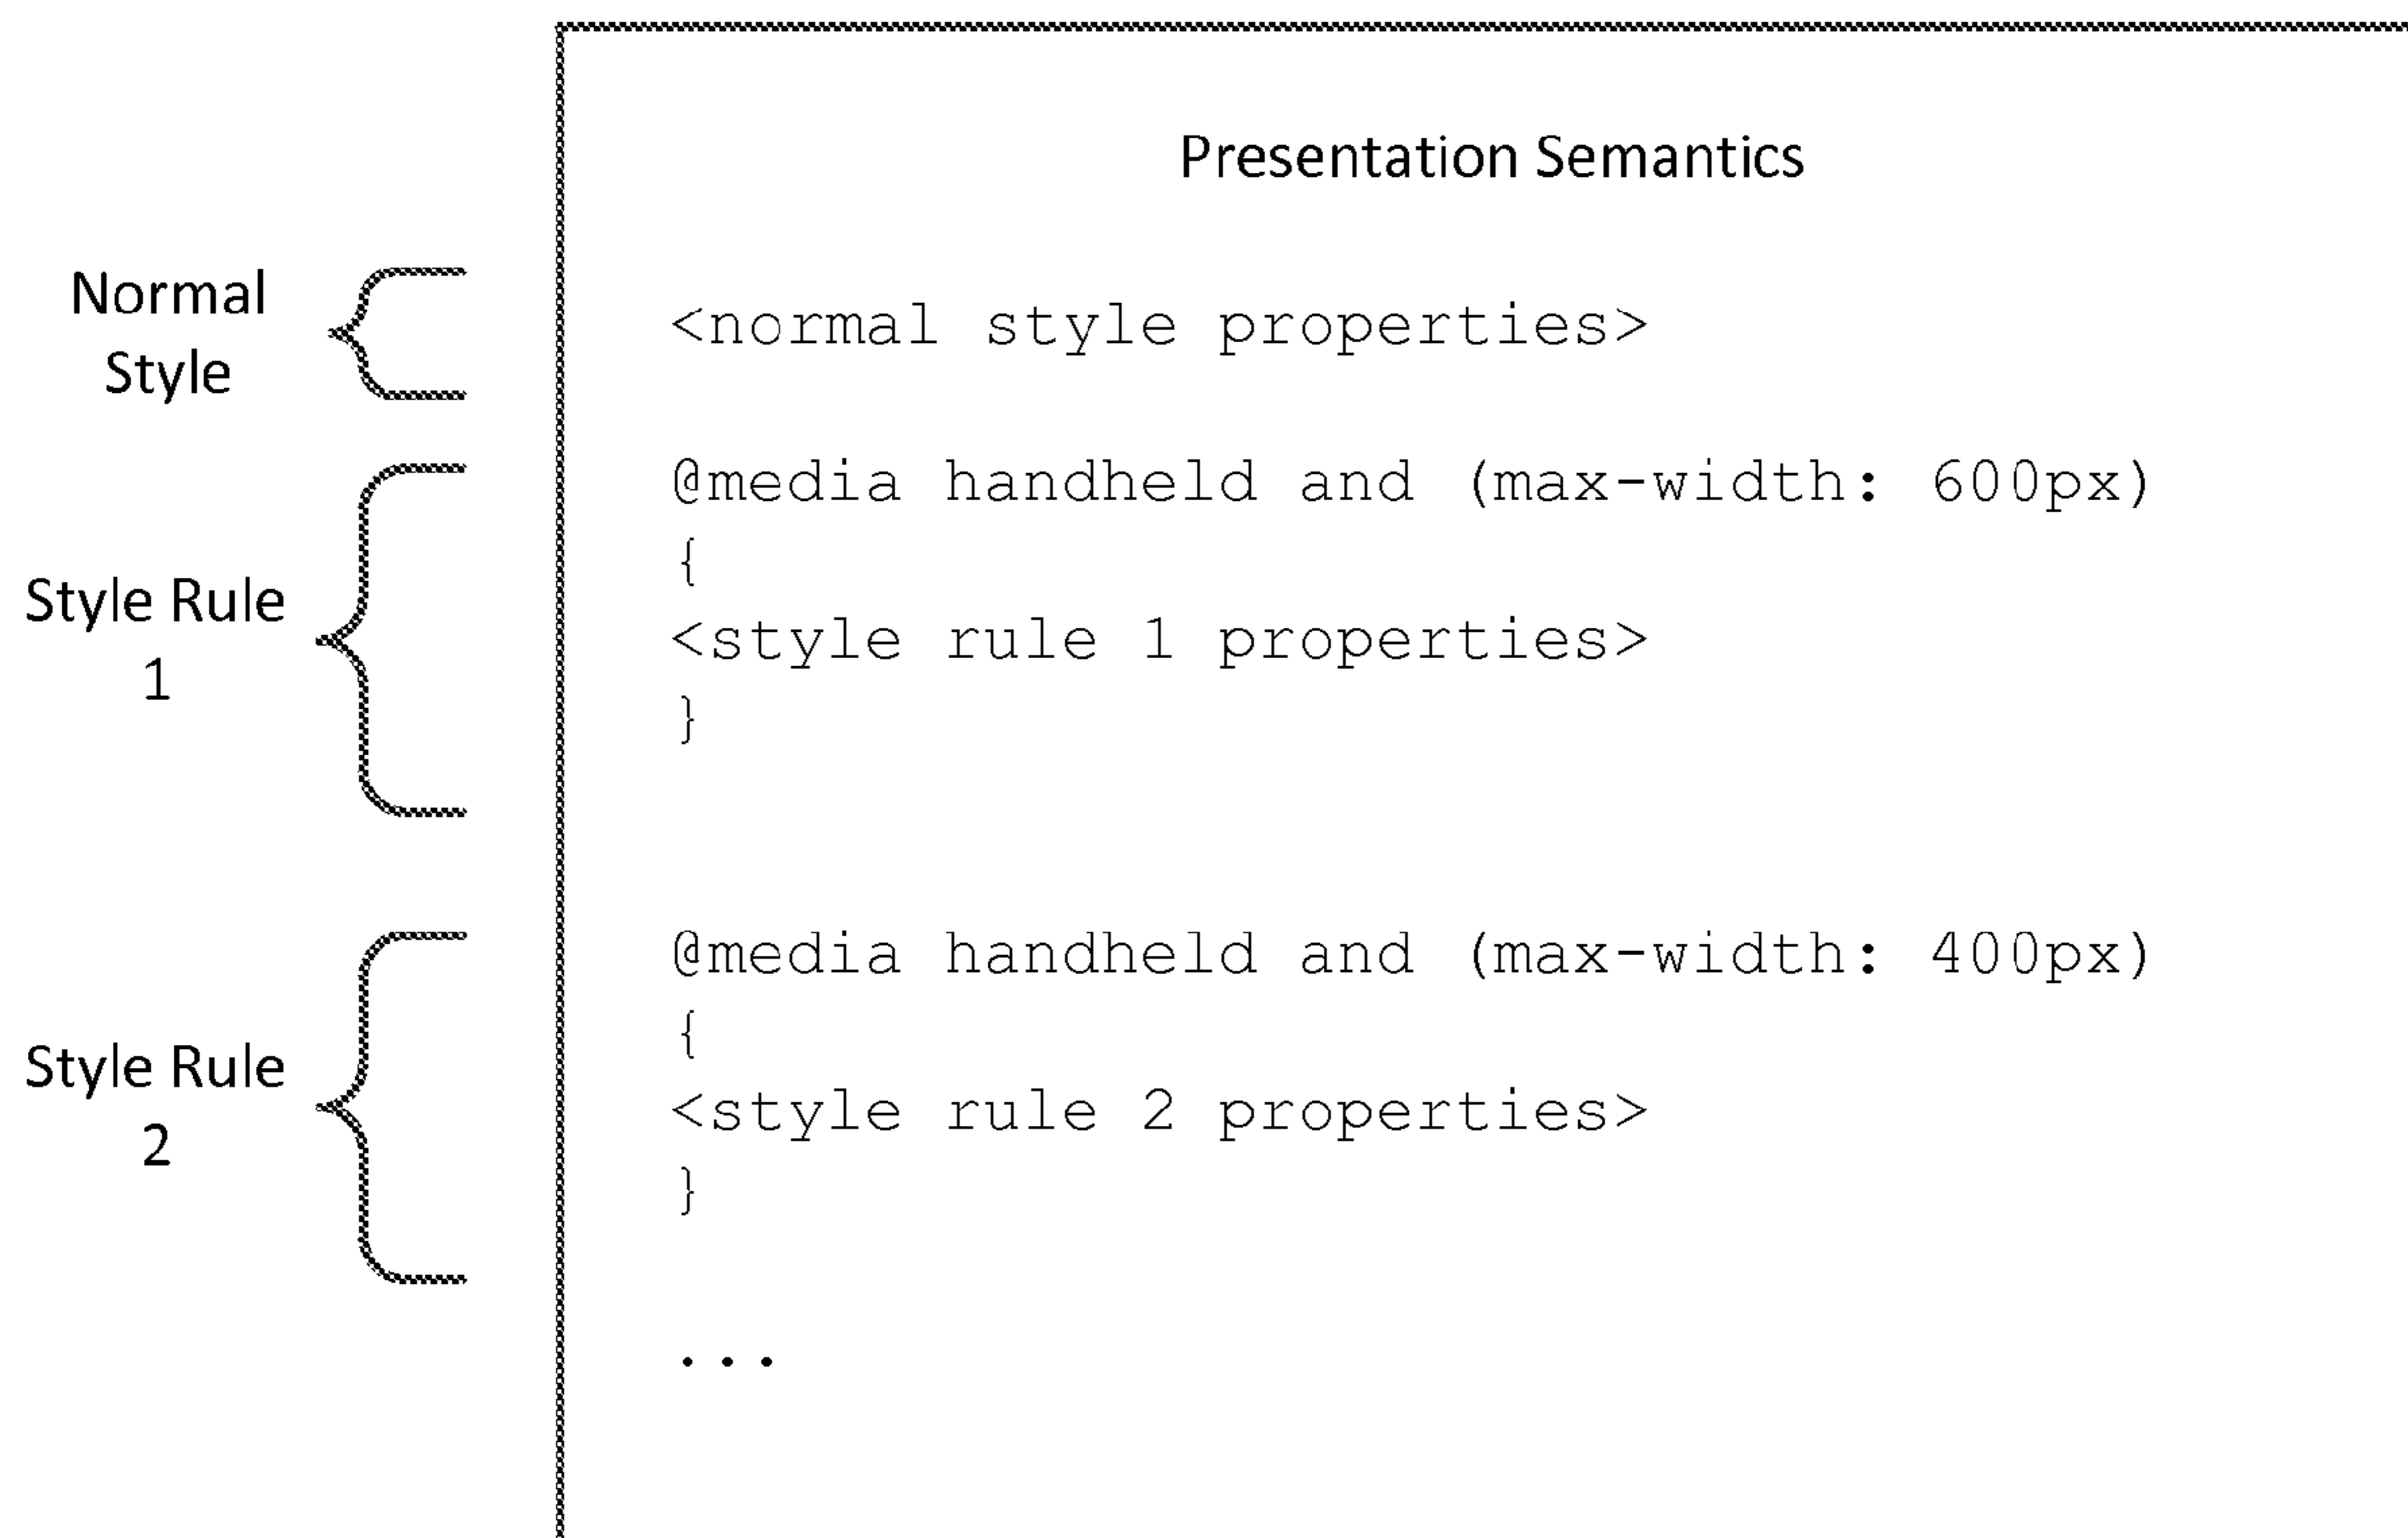 Presentation Semantics
Normal
Style
<normal style properties>
Style Rule
1
@media handheld and (max-width: 600px)
{
<style rule 1 properties>
}
Style Rule
2
@media handheld and (max-width: 400px)
{
<style rule 2 properties>
}
...